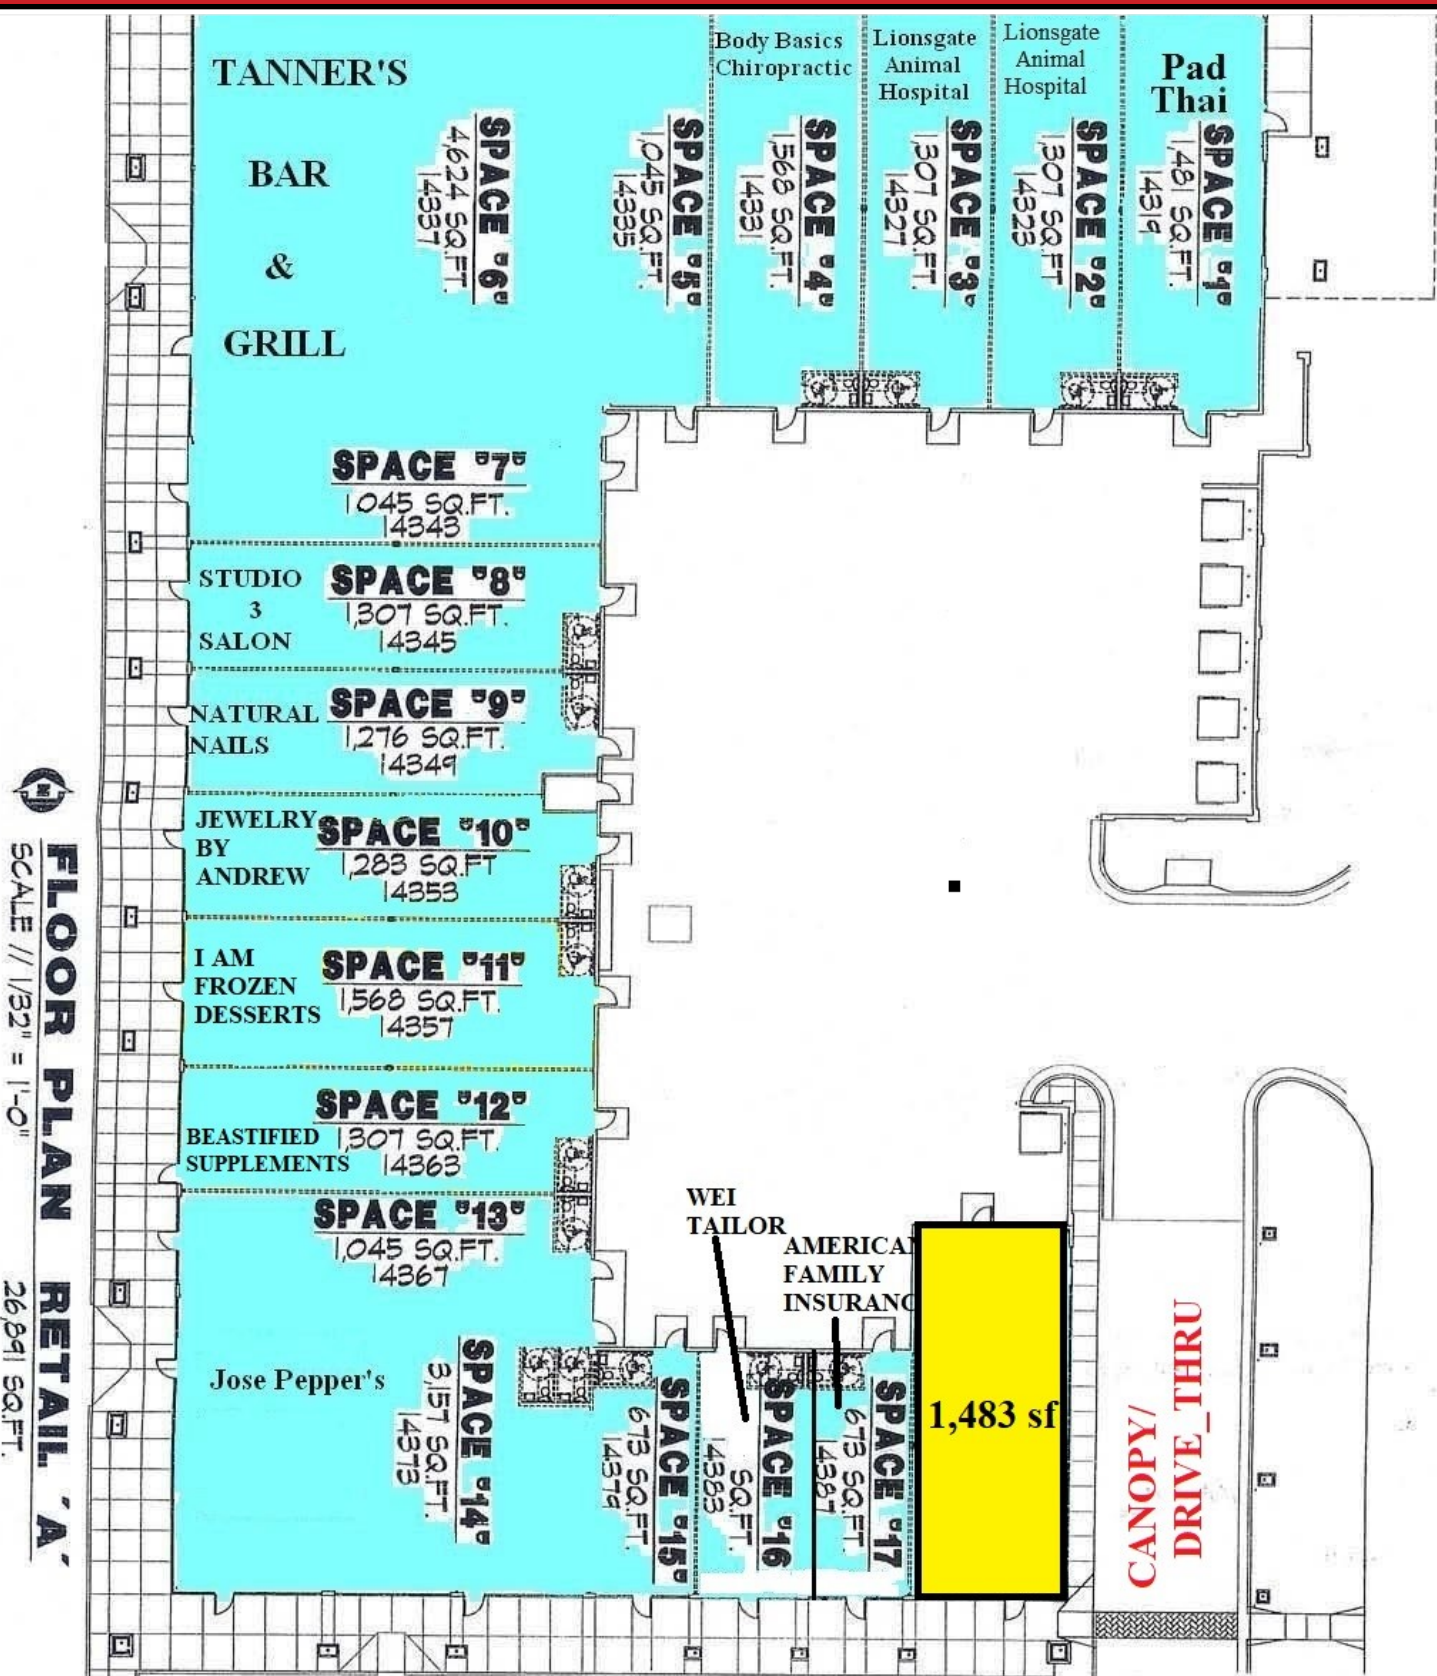 TANNER'S
BAR
&
GRILL
SPACE "6"
4,624 SQ.FT.
14337
SPACE "5"
1,045 SQ.FT.
14335
Body Basics
Chiropractic
SPACE "4"
1,568 SQ.FT.
14331
Lionsgate
Animal
Hospital
SPACE "3"
1,307 SQ.FT.
14327
Lionsgate
Animal
Hospital
SPACE "2"
1,307 SQ.FT.
14323
Pad
Thai
SPACE "1"
1,481 SQ.FT.
14319
SPACE "7"
1045 SQ.FT.
14343
STUDIO
3
SALON
SPACE "8"
1,307 SQ.FT.
14345
NATURAL
NAILS
SPACE "9"
1,276 SQ.FT.
14349
JEWELRY
BY
ANDREW
SPACE "10"
1,283 SQ.FT
14353
I AM
FROZEN
DESSERTS
SPACE "11"
1,568 SQ.FT.
14357
BEASTIFIED
SUPPLEMENTS
SPACE "12"
1,307 SQ.FT.
14363
SPACE "13"
1,045 SQ.FT.
14367
Jose Pepper's
SPACE "14"
3,157 SQ.FT.
14373
SPACE "15"
673 SQ.FT.
14379
WEI
TAILOR
SPACE "16
SQ.FT.
14383
AMERICAN
FAMILY
INSURANC
SPACE "17
673 SQ.FT.
14387
1,483 sf
CANOPY/
DRIVE_THRU
FLOOR PLAN RETAIL "A"
SCALE // 1/32" = 1'-0"
26,891 SQ.FT.